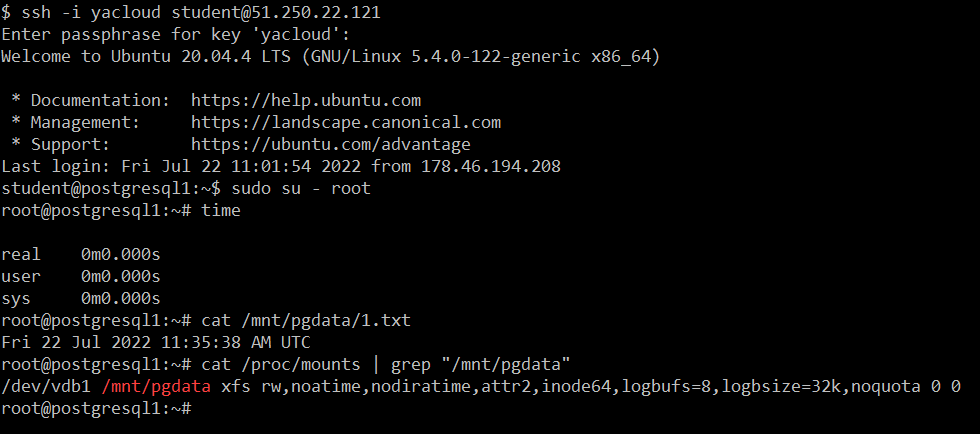 $ ssh -i yacloud student@51.250.22.121
Enter passphrase for key 'yacloud':
Welcome to Ubuntu 20.04.4 LTS (GNU/Linux 5.4.0-122-generic x86_64)
* Documentation:  https://help.ubuntu.com
* Management:     https://landscape.canonical.com
* Support:        https://ubuntu.com/advantage
Last login: Fri Jul 22 11:01:54 2022 from 178.46.194.208
student@postgresql1:~$ sudo su - root
root@postgresql1:~# time
real    0m0.000s
user    0m0.000s
sys     0m0.000s
root@postgresql1:~# cat /mnt/pgdata/1.txt
Fri 22 Jul 2022 11:35:38 AM UTC
root@postgresql1:~# cat /proc/mounts | grep "/mnt/pgdata"
/dev/vdb1 /mnt/pgdata xfs rw,noatime,nodiratime,attr2,inode64,logbufs=8,logbsize=32k,noquota 0 0
root@postgresql1:~#